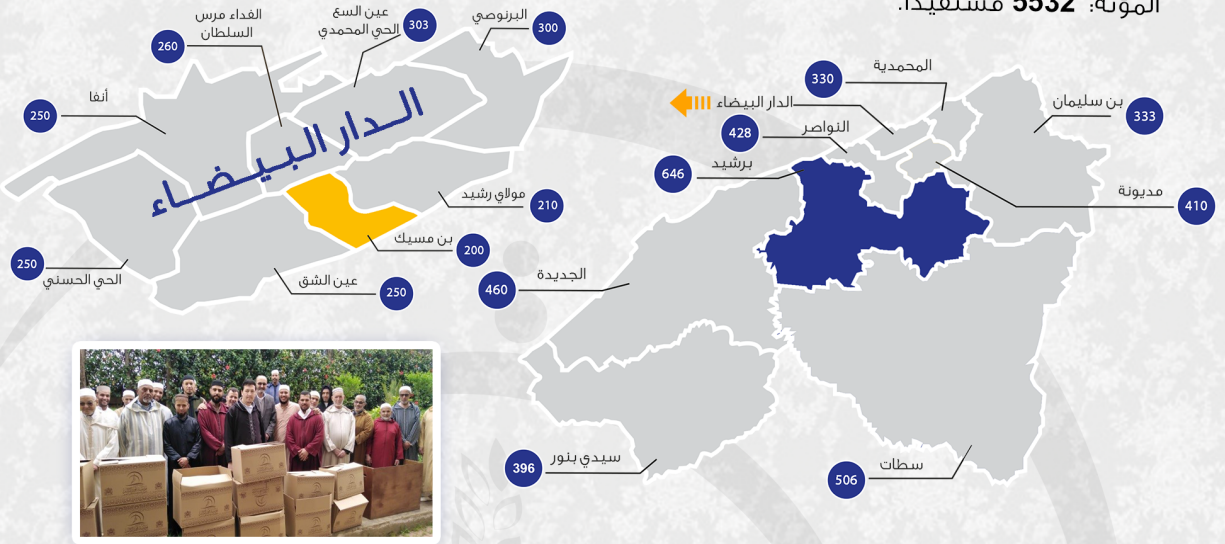 المؤنة: 5532 مستفيدا.
البرنوصي
300
عين السبع
الحي المحمدي
303
الفداء مرس
السلطان
260
أنفا
250
الدار البيضاء
مولاي رشيد
210
بن مسيك
200
عين الشق
250
الحي الحسني
250
المحمدية
330
الدار البيضاء
النواصر
428
برشيد
646
بن سليمان
333
مديونة
410
الجديدة
460
سيدي بنور
396
سطات
506